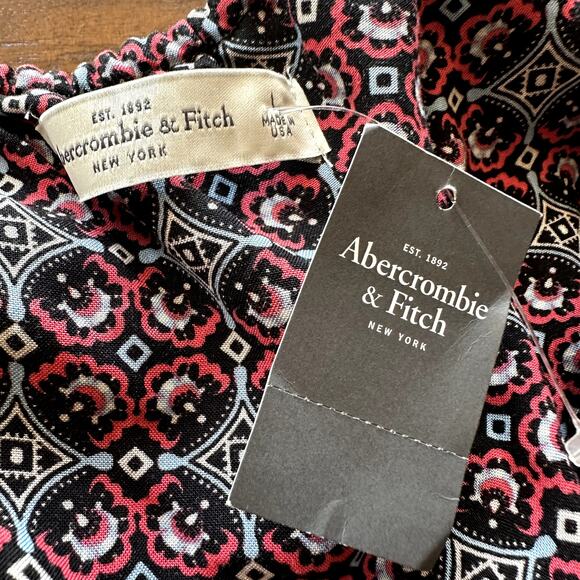 EST. 1892
Abercrombie & Fitch
NEW YORK
L
MADE IN
USA
EST. 1892
Abercrombie
& Fitch
NEW YORK